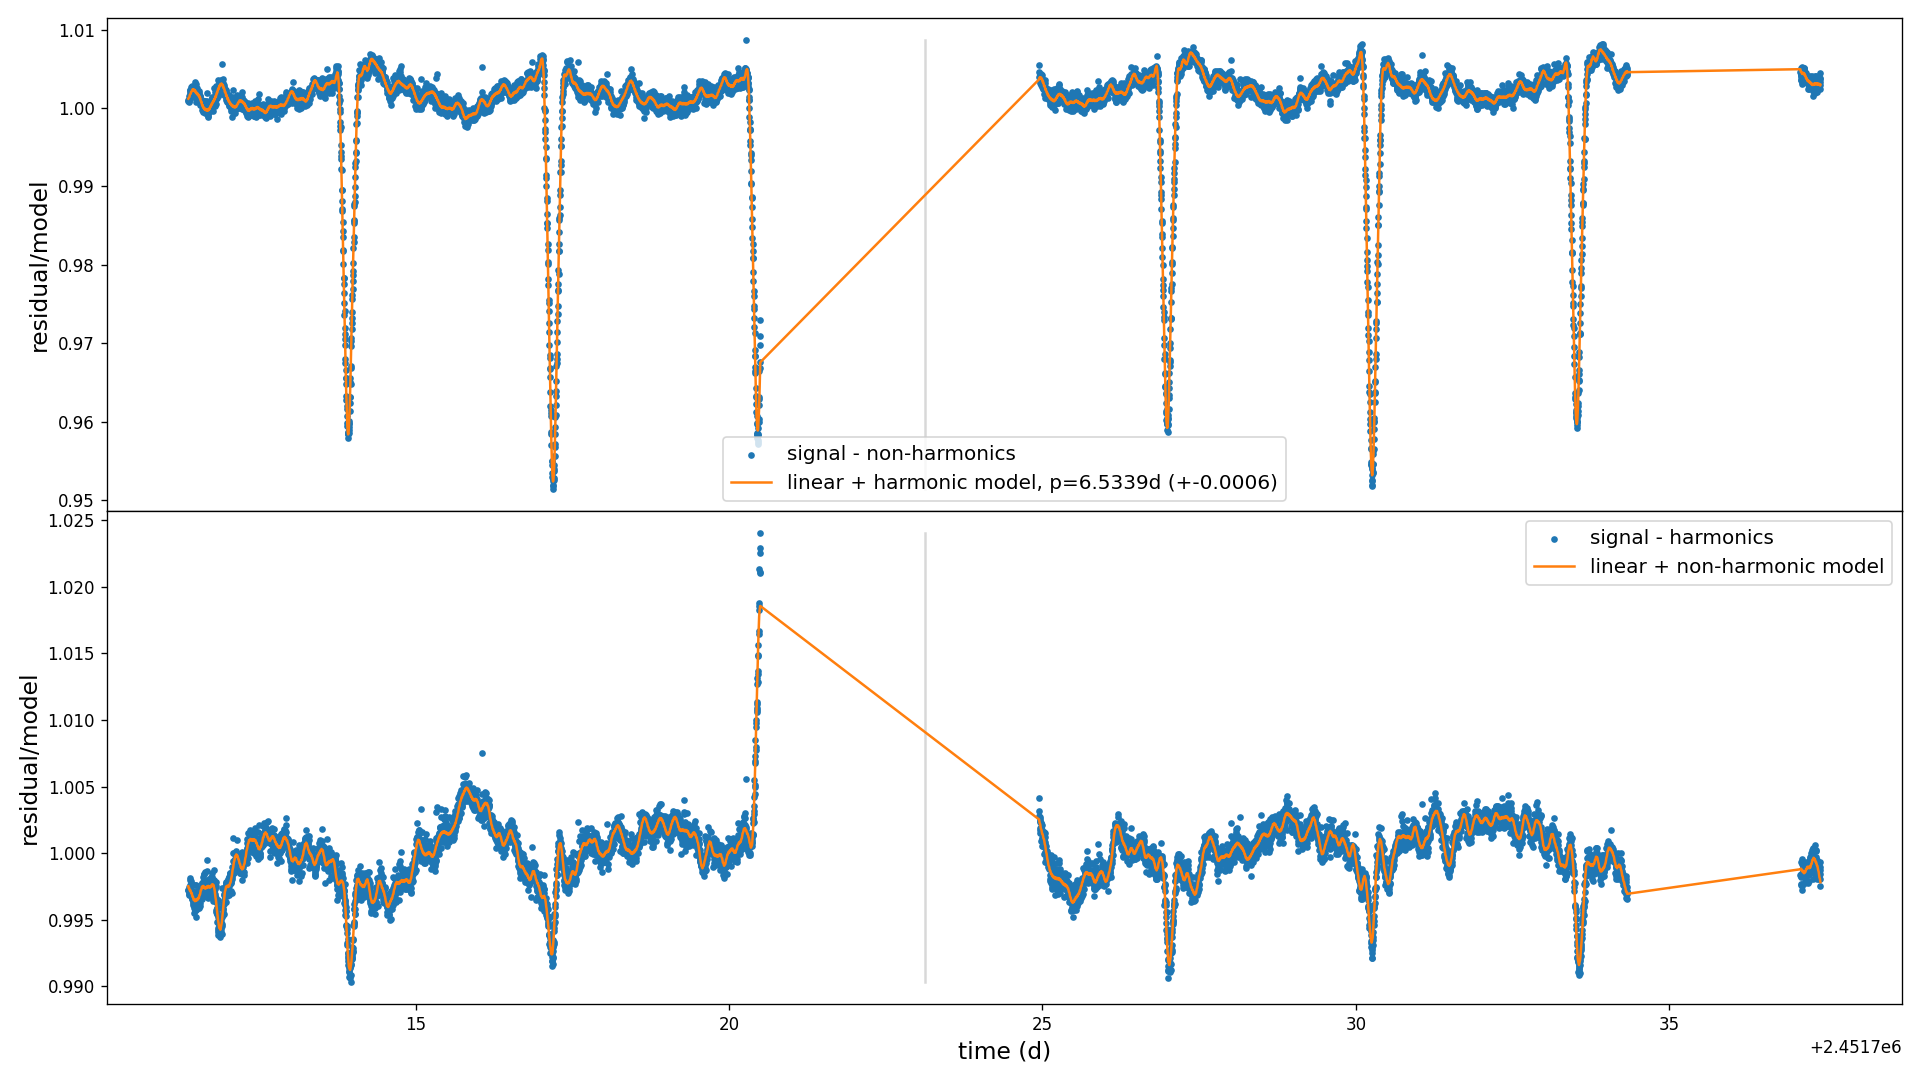 1.01
1.00
0.99
0.98
0.97
0.96
0.95
residual/model
signal - non-harmonics
linear + harmonic model, p=6.5339d (+-0.0006)
1.025
1.020
1.015
1.010
1.005
1.000
0.995
0.990
residual/model
signal - harmonics
linear + non-harmonic model
15
20
25
30
35
time (d)
+2.4517e6